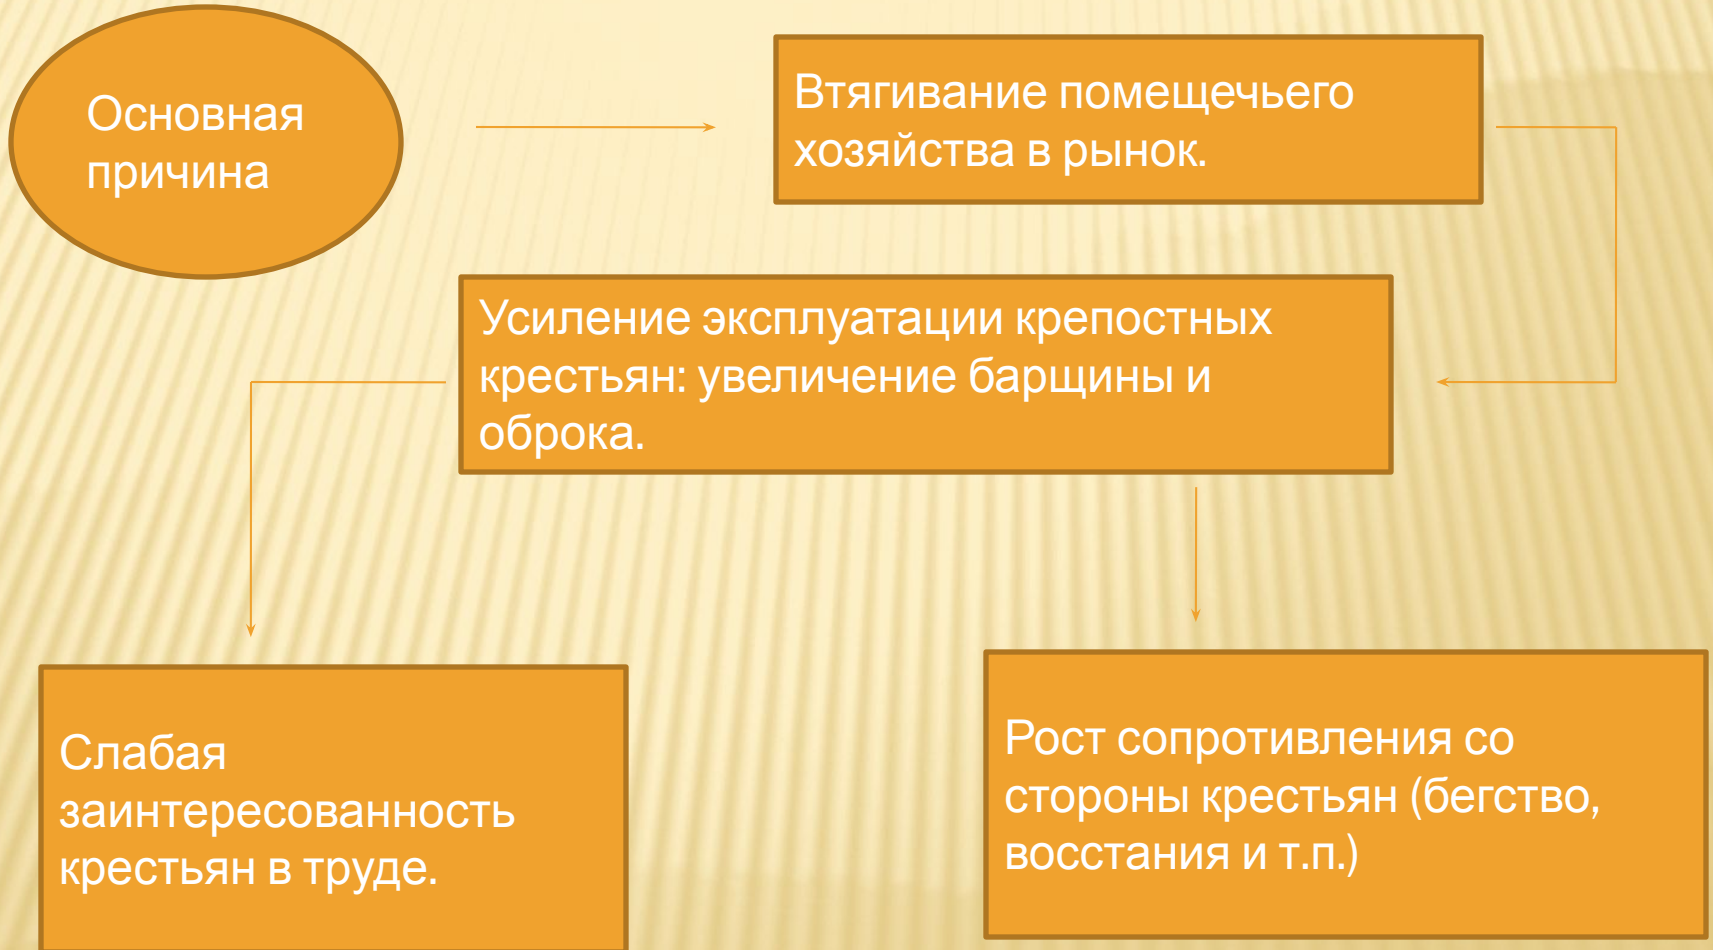 Основная
причина
Втягивание помещечьего
хозяйства в рынок.
Усиление эксплуатации крепостных
крестьян: увеличение барщины и
оброка.
Слабая
заинтересованность
крестьян в труде.
Рост сопротивления со
стороны крестьян (бегство,
восстания и т.п.)